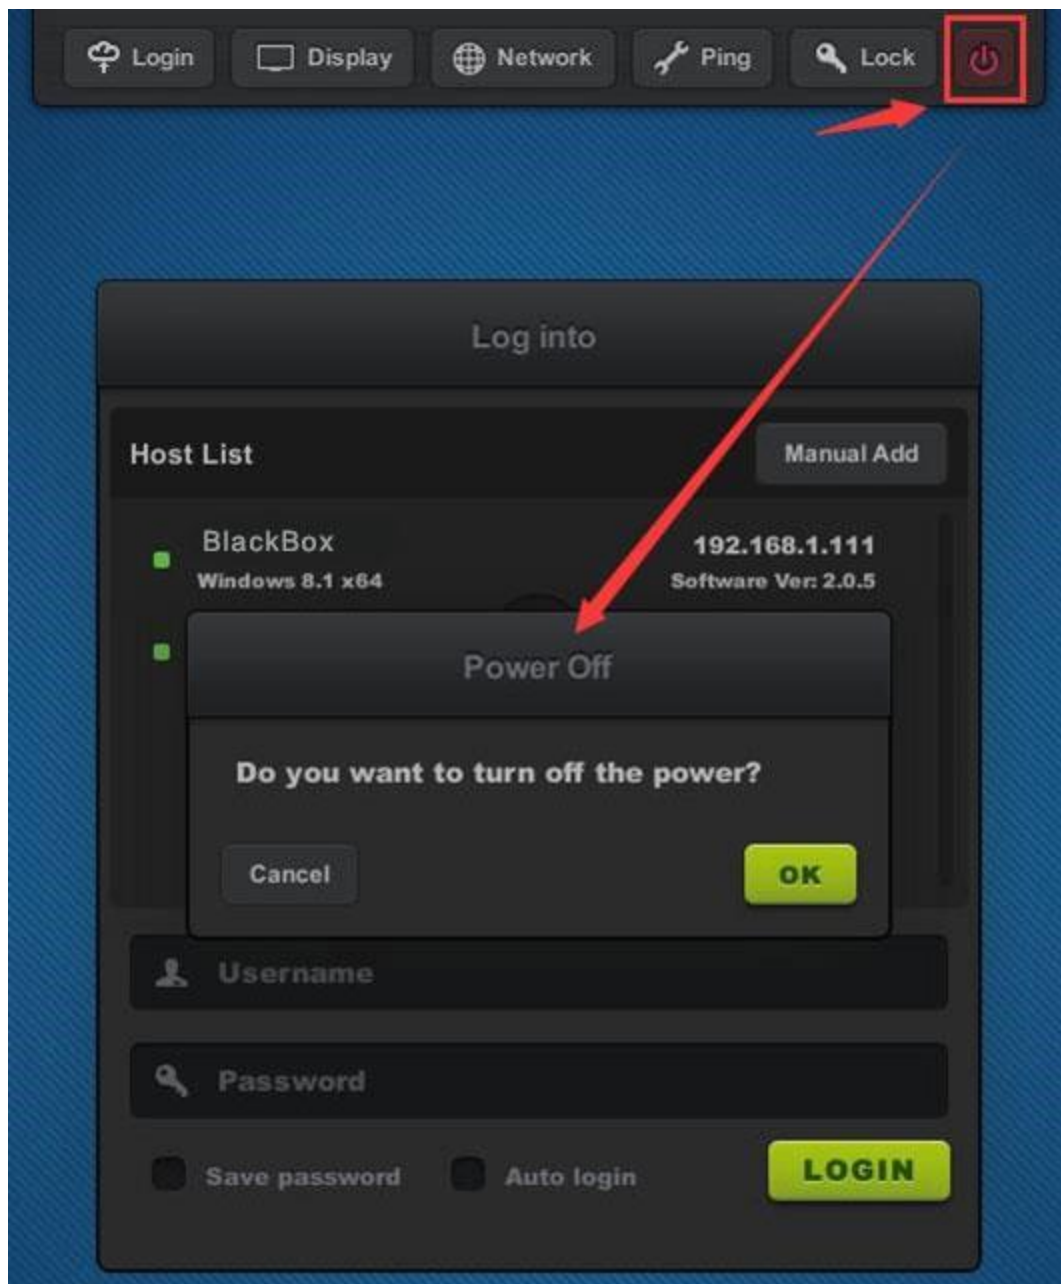 Login Display Network Ping Lock
Log into
Host List Manual Add
BlackBox 192.168.1.111
Windows 8.1 x64 Software Ver: 2.0.5
Power Off
Do you want to turn off the power?
Cancel OK
Username
Password
Save password Auto login LOGIN